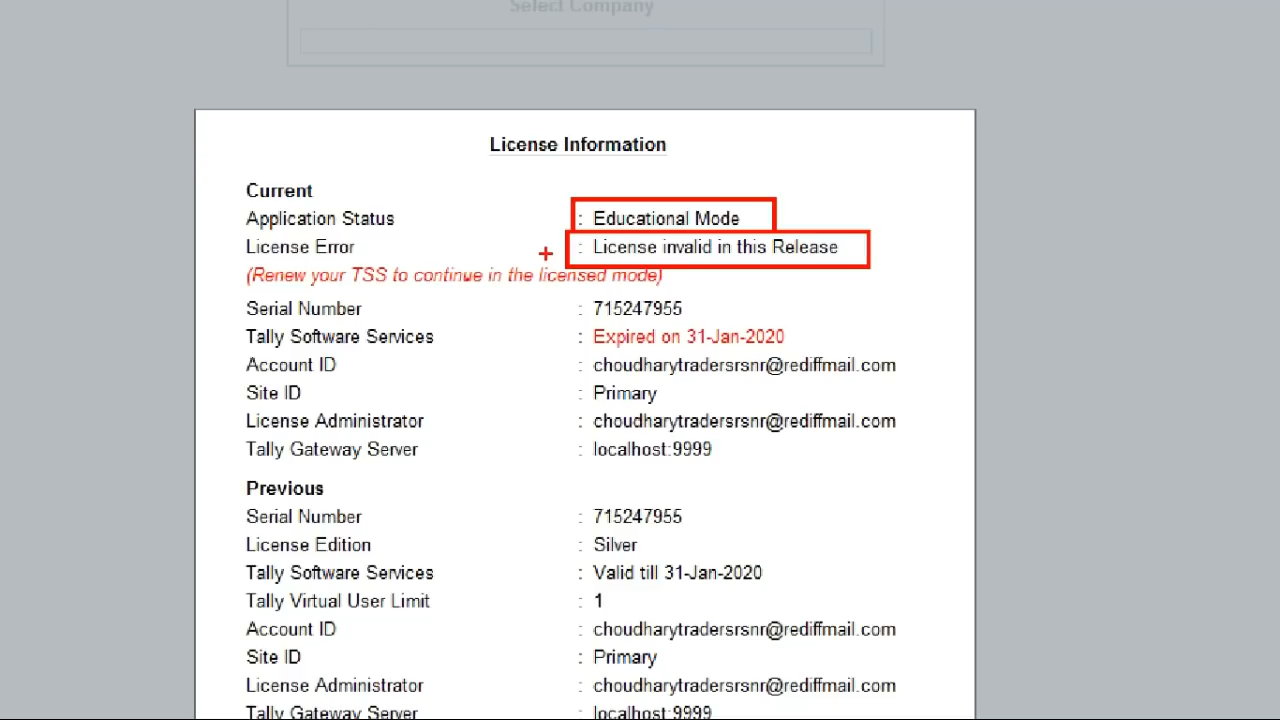 Select Company
License Information
Current
Application Status : Educational Mode
License Error : License invalid in this Release
(Renew your TSS to continue in the licensed mode)
Serial Number : 715247955
Tally Software Services : Expired on 31-Jan-2020
Account ID : choudharytradersrsnr@rediffmail.com
Site ID : Primary
License Administrator : choudharytradersrsnr@rediffmail.com
Tally Gateway Server : localhost:9999
Previous
Serial Number : 715247955
License Edition : Silver
Tally Software Services : Valid till 31-Jan-2020
Tally Virtual User Limit : 1
Account ID : choudharytradersrsnr@rediffmail.com
Site ID : Primary
License Administrator : choudharytradersrsnr@rediffmail.com
Tally Gateway Server : localhost:9999